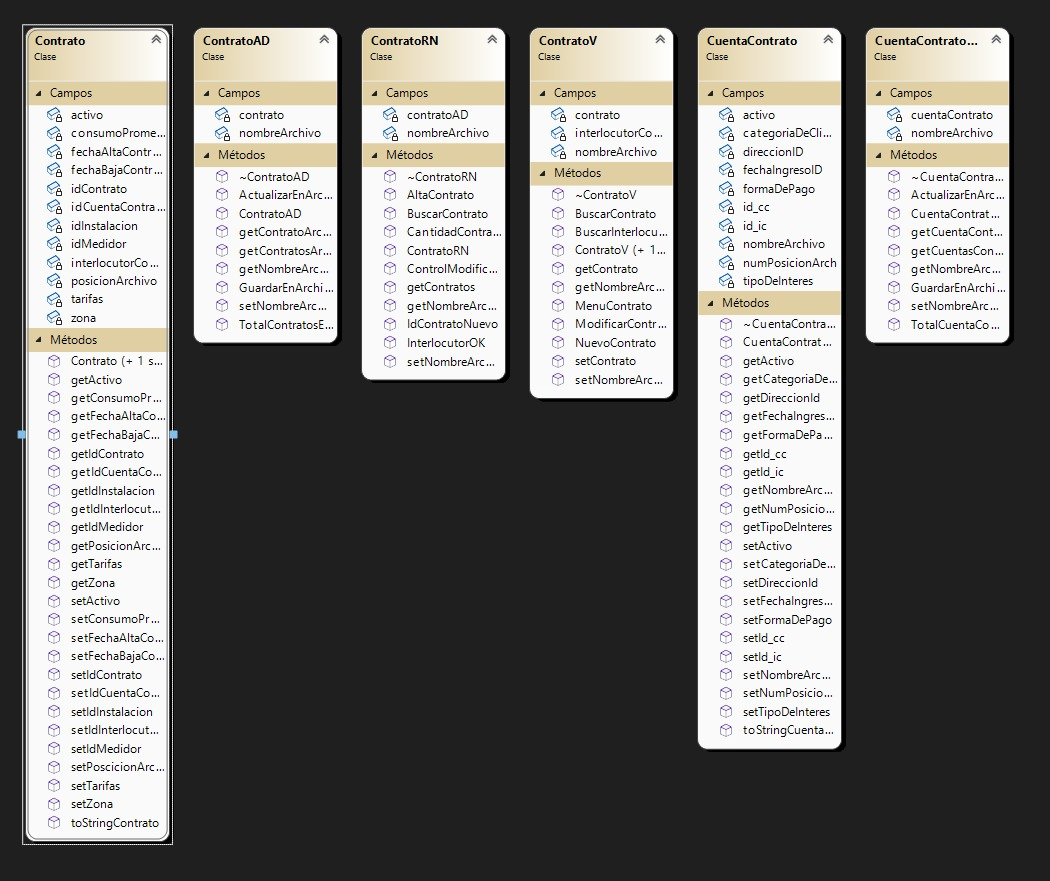 Contrato
Clase
Campos
activo
consumoProme...
fechaAltaContr...
fechaBajaContr...
idContrato
idCuentaContra...
idInstalacion
idMedidor
interlocutorCo...
posicionArchivo
tarifas
zona
Métodos
Contrato (+ 1 s...
getActivo
getConsumoPr...
getFechaAltaCo...
getFechaBajaC...
getIdContrato
getIdCuentaCo...
getIdInstalacion
getIdInterlocut...
getIdMedidor
getPosicionArc...
getTarifas
getZona
setActivo
setConsumoPr...
setFechaAltaCo...
setFechaBajaCo...
setIdContrato
setIdCuentaCo...
setIdInstalacion
setIdInterlocut...
setIdMedidor
setPoscicionArc...
setTarifas
setZona
toStringContrato
ContratoAD
Clase
Campos
contrato
nombreArchivo
Métodos
~ContratoAD
ActualizarEnArc...
ContratoAD
getContratoArc...
getContratosAr...
getNombreArc...
GuardarEnArchi...
setNombreArc...
TotalContratosE...
ContratoRN
Clase
Campos
contratoAD
nombreArchivo
Métodos
~ContratoRN
AltaContrato
BuscarContrato
CantidadContra...
ContratoRN
ControlModific...
getContratos
getNombreArc...
IdContratoNuevo
InterlocutorOK
setNombreArc...
ContratoV
Clase
Campos
contrato
interlocutorCo...
nombreArchivo
Métodos
~ContratoV
BuscarContrato
BuscarInterlocu...
ContratoV (+ 1...
getContrato
getNombreArc...
MenuContrato
ModificarContr...
NuevoContrato
setContrato
setNombreArc...
CuentaContrato
Clase
Campos
activo
categoriaDeCli...
direccionID
fechaIngresoID
formaDePago
id_cc
id_ic
nombreArchivo
numPosicionArch
tipoDeInteres
Métodos
~CuentaContra...
CuentaContrat...
getActivo
getCategoriaDe...
getDireccionId
getFechaIngres...
getFormaDePa...
getId_cc
getId_ic
getNombreArc...
getNumPosicio...
getTipoDeInteres
setActivo
setCategoriaDe...
setDireccionId
setFechaIngres...
setFormaDePago
setId_cc
setId_ic
setNombreArc...
setNumPosicio...
setTipoDeInteres
toStringCuenta...
CuentaContrato...
Clase
Campos
cuentaContrato
nombreArchivo
Métodos
~CuentaContra...
ActualizarEnArc...
CuentaContrat...
getCuentaCont...
getCuentasCon...
getNombreArc...
GuardarEnArchi...
setNombreArc...
TotalCuentaCo...